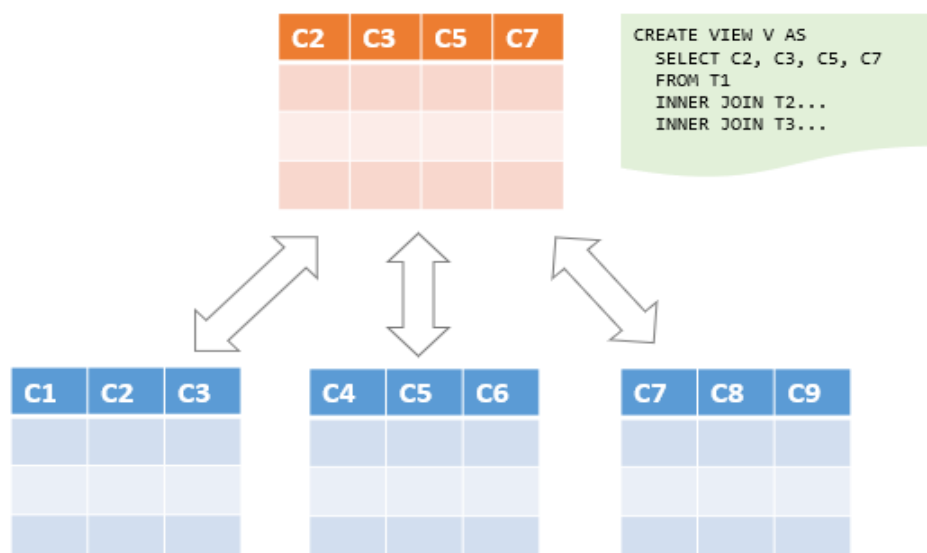 C2 C3 C5 C7
CREATE VIEW V AS
SELECT C2, C3, C5, C7
FROM T1
INNER JOIN T2...
INNER JOIN T3...
C1 C2 C3
C4 C5 C6
C7 C8 C9